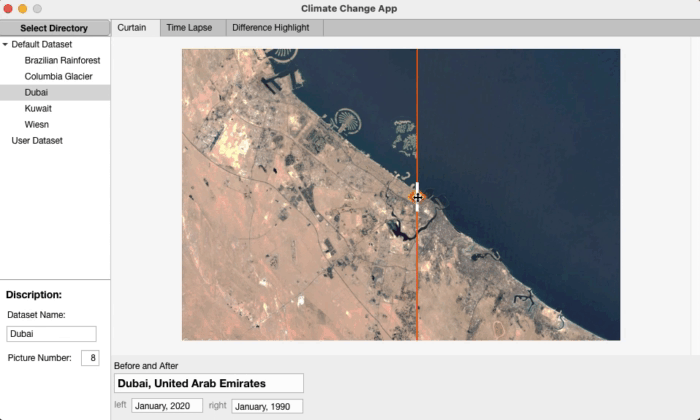 Climate Change App
Select Directory
Curtain
Time Lapse
Difference Highlight
Default Dataset
Brazilian Rainforest
Columbia Glacier
Dubai
Kuwait
Wiesn
User Dataset
Discription:
Dataset Name:
Dubai
Picture Number: 8
Before and After
Dubai, United Arab Emirates
left January, 2020 right January, 1990